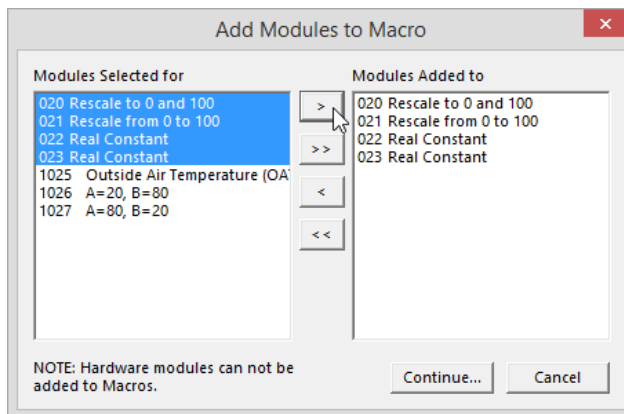 Add Modules to Macro
Modules Selected for
020 Rescale to 0 and 100
021 Rescale from 0 to 100
022 Real Constant
023 Real Constant
1025 Outside Air Temperature (OA
1026 A=20, B=80
1027 A=80, B=20
>
>>
<
<<
Modules Added to
020 Rescale to 0 and 100
021 Rescale from 0 to 100
022 Real Constant
023 Real Constant
NOTE: Hardware modules can not be
added to Macros.
Continue...
Cancel